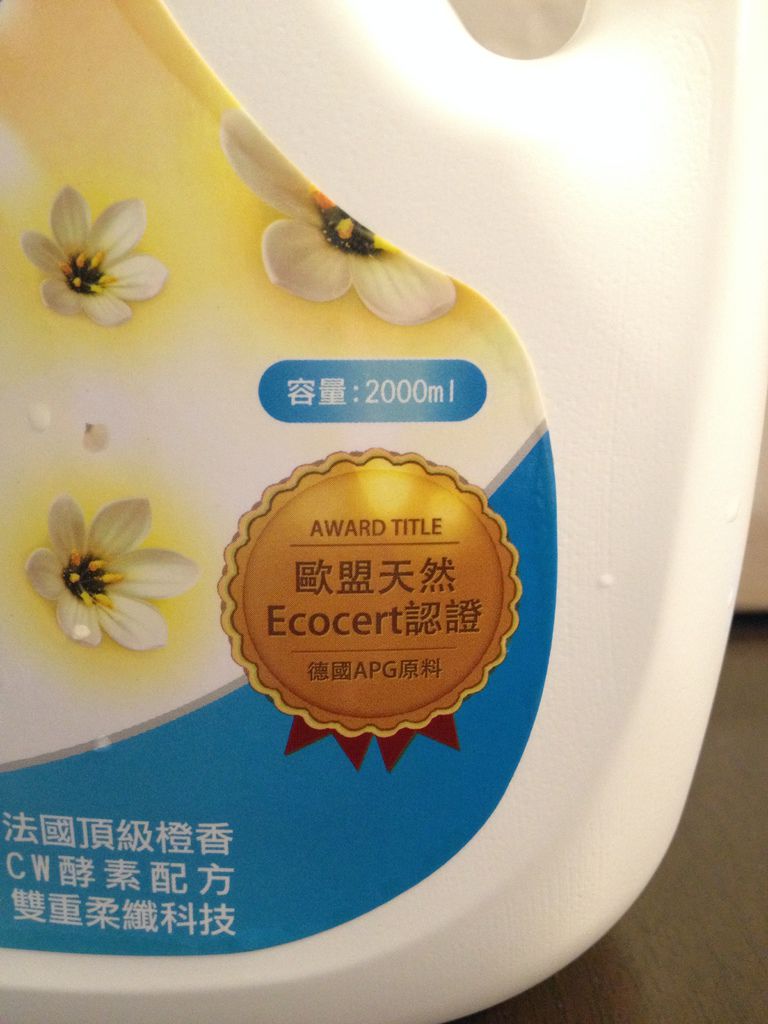 容量:2000ml
AWARD TITLE
歐盟天然
Ecocert認證
德國APG原料
法國頂級橙香
CW酵素配方
雙重柔纖科技